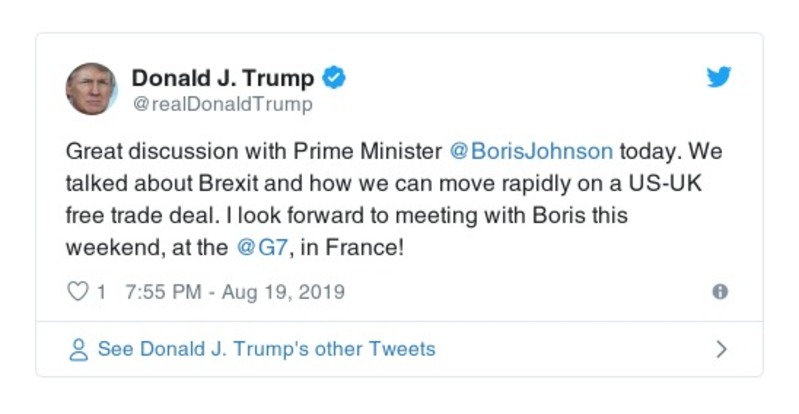 Donald J. Trump
@realDonaldTrump
Great discussion with Prime Minister @BorisJohnson today. We
talked about Brexit and how we can move rapidly on a US-UK
free trade deal. I look forward to meeting with Boris this
weekend, at the @G7, in France!
1 7:55 PM - Aug 19, 2019
See Donald J. Trump's other Tweets